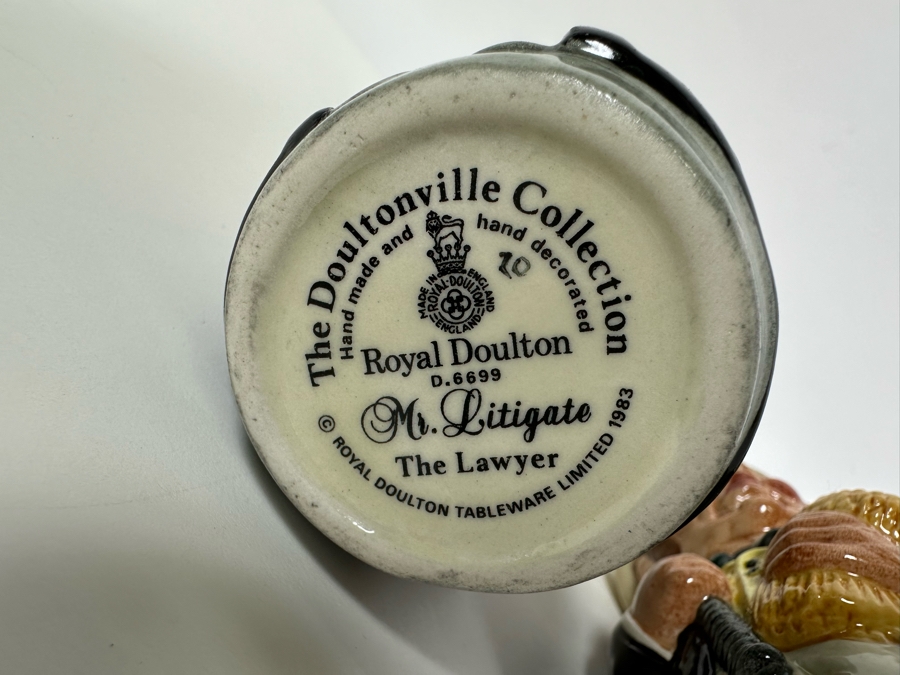 The Doultonville Collection
Hand made and hand decorated
MADE IN ENGLAND
ROYAL-DOULTON
ENGLAND
Royal Doulton
D.6699
Mr. Litigate
The Lawyer
© ROYAL DOULTON TABLEWARE LIMITED 1983